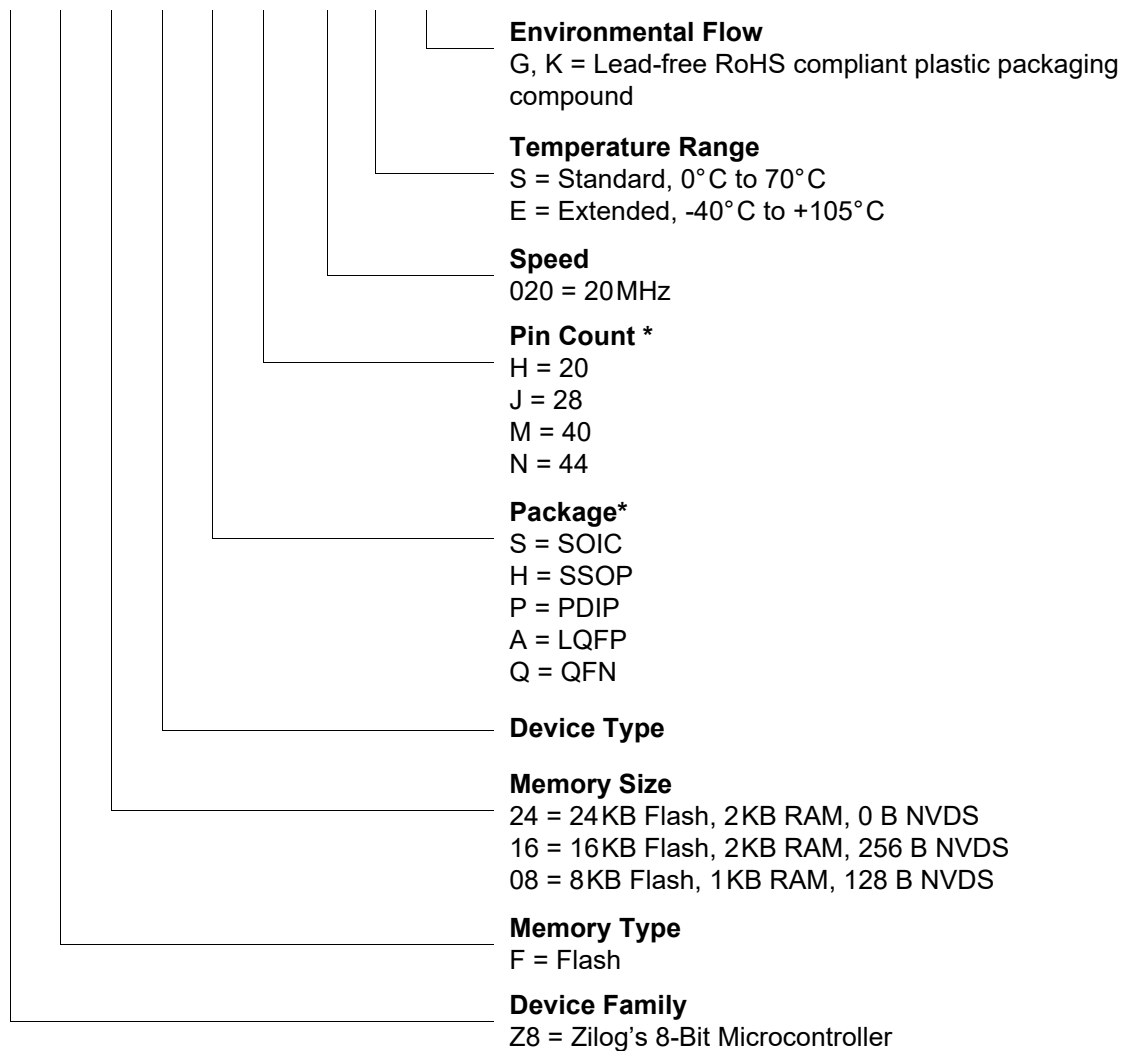 Environmental Flow
G, K = Lead-free RoHS compliant plastic packaging
compound
Temperature Range
S = Standard, 0°C to 70°C
E = Extended, -40°C to +105°C
Speed
020 = 20MHz
Pin Count *
H = 20
J = 28
M = 40
N = 44
Package*
S = SOIC
H = SSOP
P = PDIP
A = LQFP
Q = QFN
Device Type
Memory Size
24 = 24KB Flash, 2KB RAM, 0 B NVDS
16 = 16KB Flash, 2KB RAM, 256 B NVDS
08 = 8KB Flash, 1KB RAM, 128 B NVDS
Memory Type
F = Flash
Device Family
Z8 = Zilog's 8-Bit Microcontroller